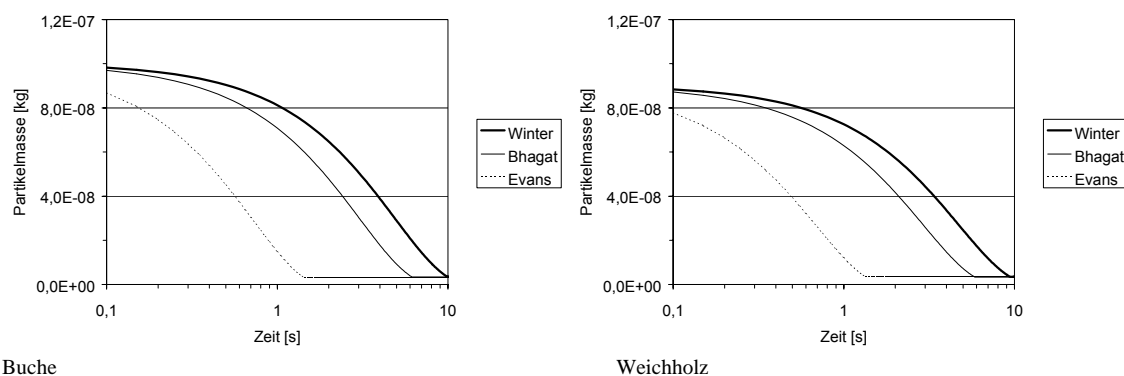 1,2E-07
8,0E-08
4,0E-08
0,0E+00
Partikelmasse [kg]
0,1
1
10
Zeit [s]
Winter
Bhagat
Evans
Buche
1,2E-07
8,0E-08
4,0E-08
0,0E+00
Partikelmasse [kg]
0,1
1
10
Zeit [s]
Winter
Bhagat
Evans
Weichholz